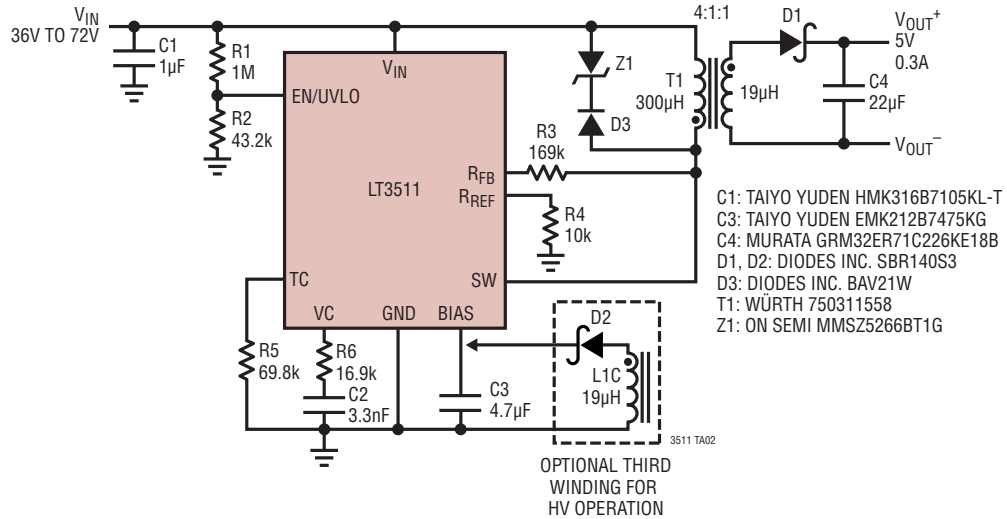 VIN
36V TO 72V
C1
1µF
R1
1M
R2
43.2k
EN/UVLO
VIN
LT3511
RFB
RREF
SW
TC
VC
GND
BIAS
Z1
D3
R3
169k
R4
10k
4:1:1
T1
300µH
19µH
D1
VOUT+
5V
0.3A
C4
22µF
VOUT–
R5
69.8k
R6
16.9k
C2
3.3nF
C3
4.7µF
D2
L1C
19µH
3511 TA02
OPTIONAL THIRD
WINDING FOR
HV OPERATION
C1: TAIYO YUDEN HMK316B7105KL-T
C3: TAIYO YUDEN EMK212B7475KG
C4: MURATA GRM32ER71C226KE18B
D1, D2: DIODES INC. SBR140S3
D3: DIODES INC. BAV21W
T1: WÜRTH 750311558
Z1: ON SEMI MMSZ5266BT1G